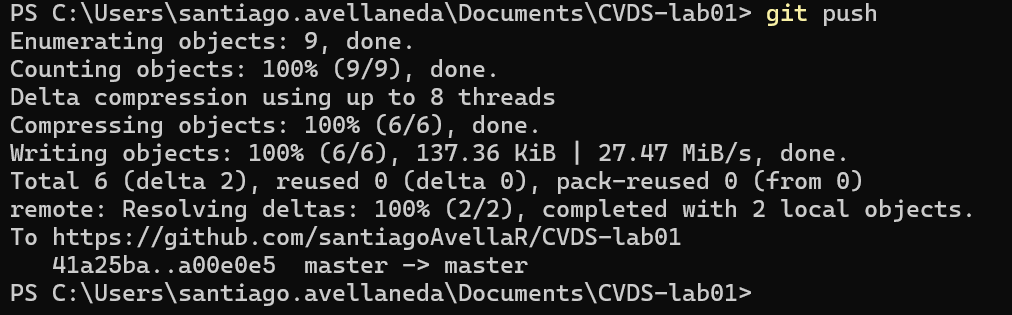 PS C:\Users\santiago.avellaneda\Documents\CVDS-lab01> git push
Enumerating objects: 9, done.
Counting objects: 100% (9/9), done.
Delta compression using up to 8 threads
Compressing objects: 100% (6/6), done.
Writing objects: 100% (6/6), 137.36 KiB | 27.47 MiB/s, done.
Total 6 (delta 2), reused 0 (delta 0), pack-reused 0 (from 0)
remote: Resolving deltas: 100% (2/2), completed with 2 local objects.
To https://github.com/santiagoAvellaR/CVDS-lab01
   41a25ba..a00e0e5  master -> master
PS C:\Users\santiago.avellaneda\Documents\CVDS-lab01>